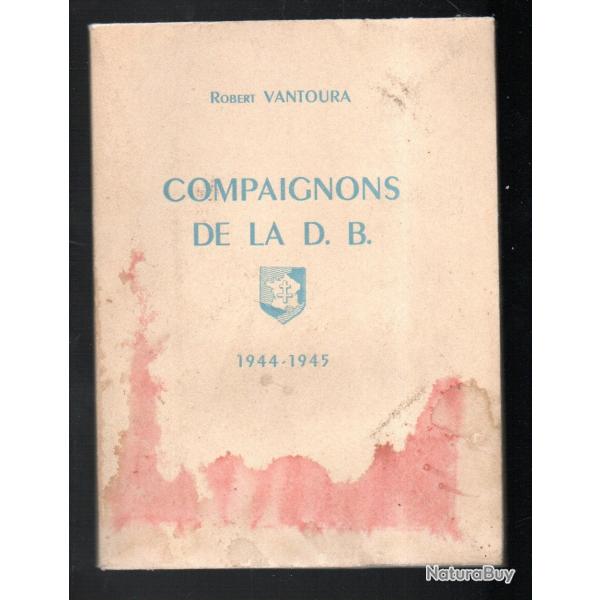 Robert VANTOURA
COMPAIGNONS
DE LA D. B.
1944-1945
NaturaBuy